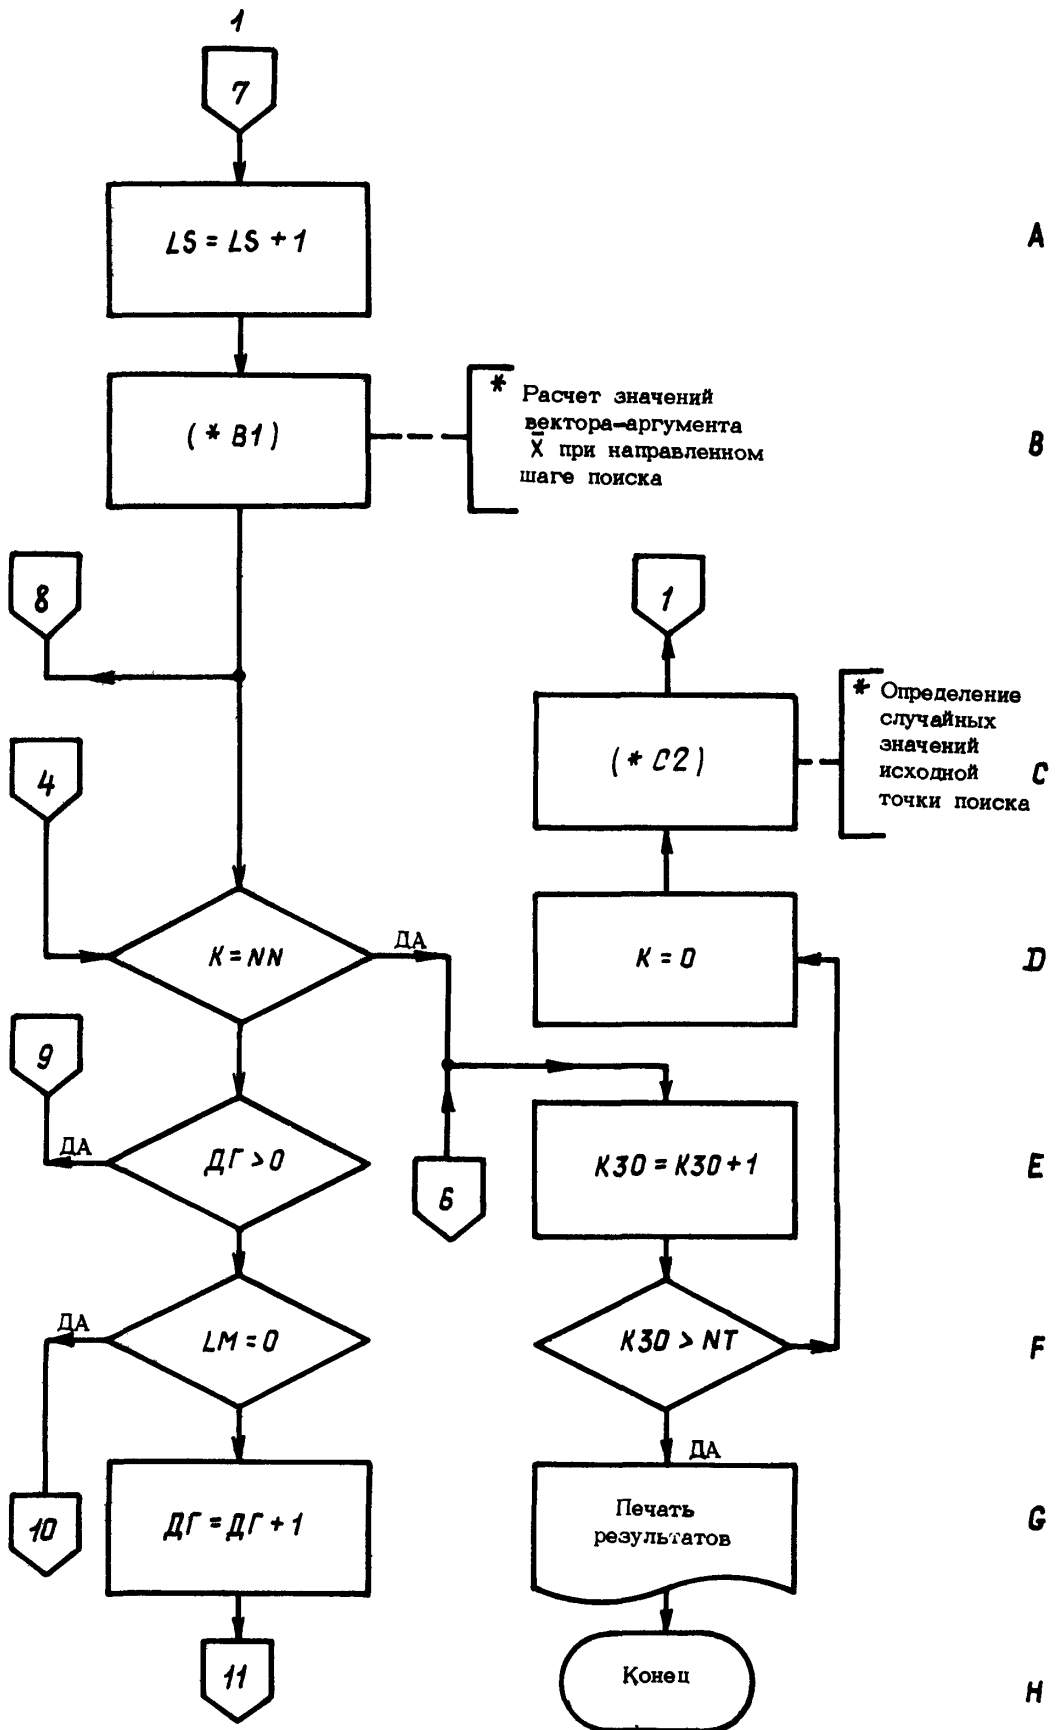 1
7
LS = LS + 1
A
(* B1)
* Расчет значений
вектора-аргумента
X̄ при направленном
шаге поиска
B
8
1
4
(* C2)
* Определение
случайных
значений
исходной
точки поиска
C
K = NN
ДА
K = 0
D
9
ДА
ДГ > 0
6
K30 = K30 + 1
E
ДА
LM = 0
K30 > NT
F
10
ДГ = ДГ + 1
ДА
Печать
результатов
G
11
Конец
H